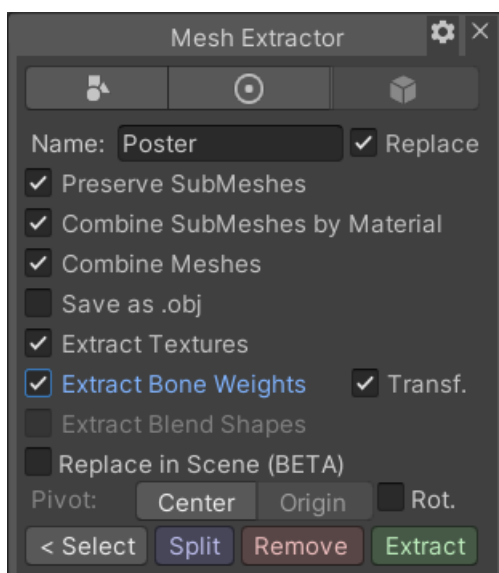 Mesh Extractor
Name: Poster Replace
Preserve SubMeshes
Combine SubMeshes by Material
Combine Meshes
Save as .obj
Extract Textures
Extract Bone Weights Transf.
Extract Blend Shapes
Replace in Scene (BETA)
Pivot: Center Origin Rot.
< Select Split Remove Extract